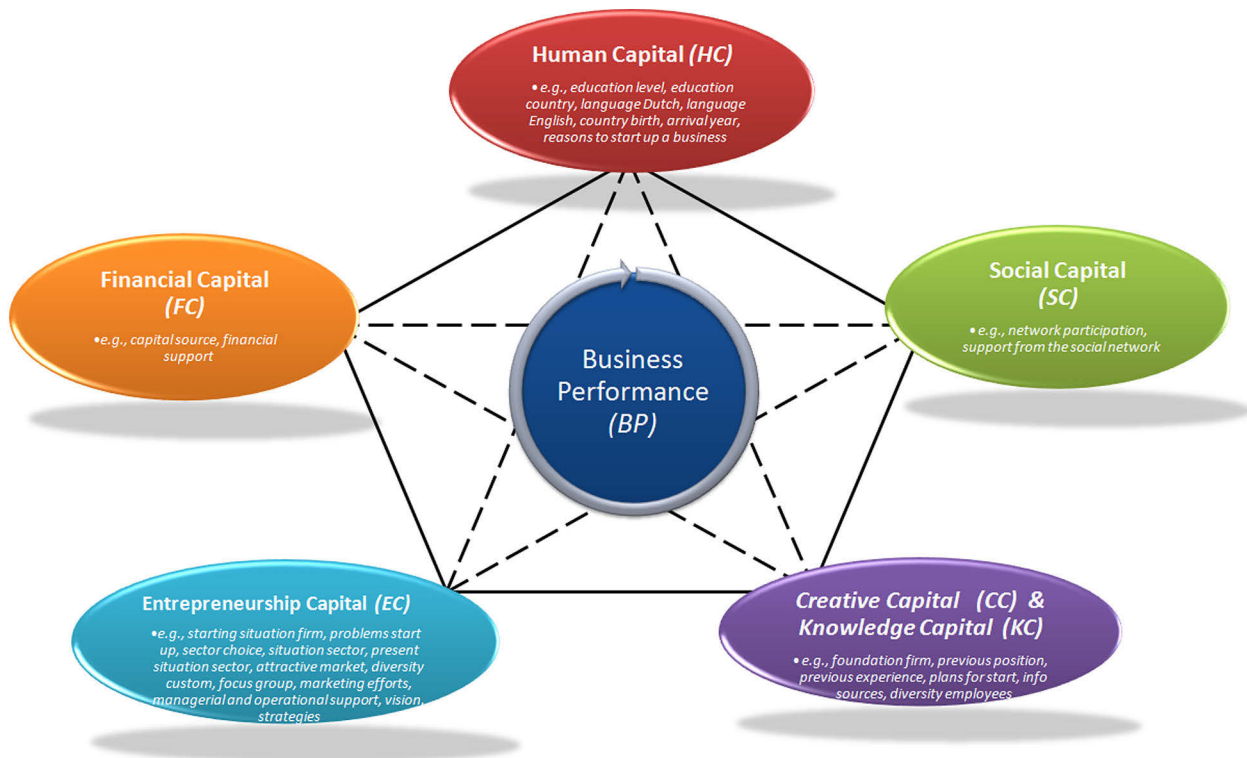 Human Capital (HC)
• e.g., education level, education
country, language Dutch, language
English, country birth, arrival year,
reasons to start up a business
Financial Capital
(FC)
•e.g., capital source, financial
support
Social Capital
(SC)
• e.g., network participation,
support from the social network
Business
Performance
(BP)
Entrepreneurship Capital (EC)
•e.g., starting situation firm, problems start
up, sector choice, situation sector, present
situation sector, attractive market, diversity
custom, focus group, marketing efforts,
managerial and operational support, vision,
strategies
Creative Capital (CC) &
Knowledge Capital (KC)
• e.g., foundation firm, previous position,
previous experience, plans for start, info
sources, diversity employees